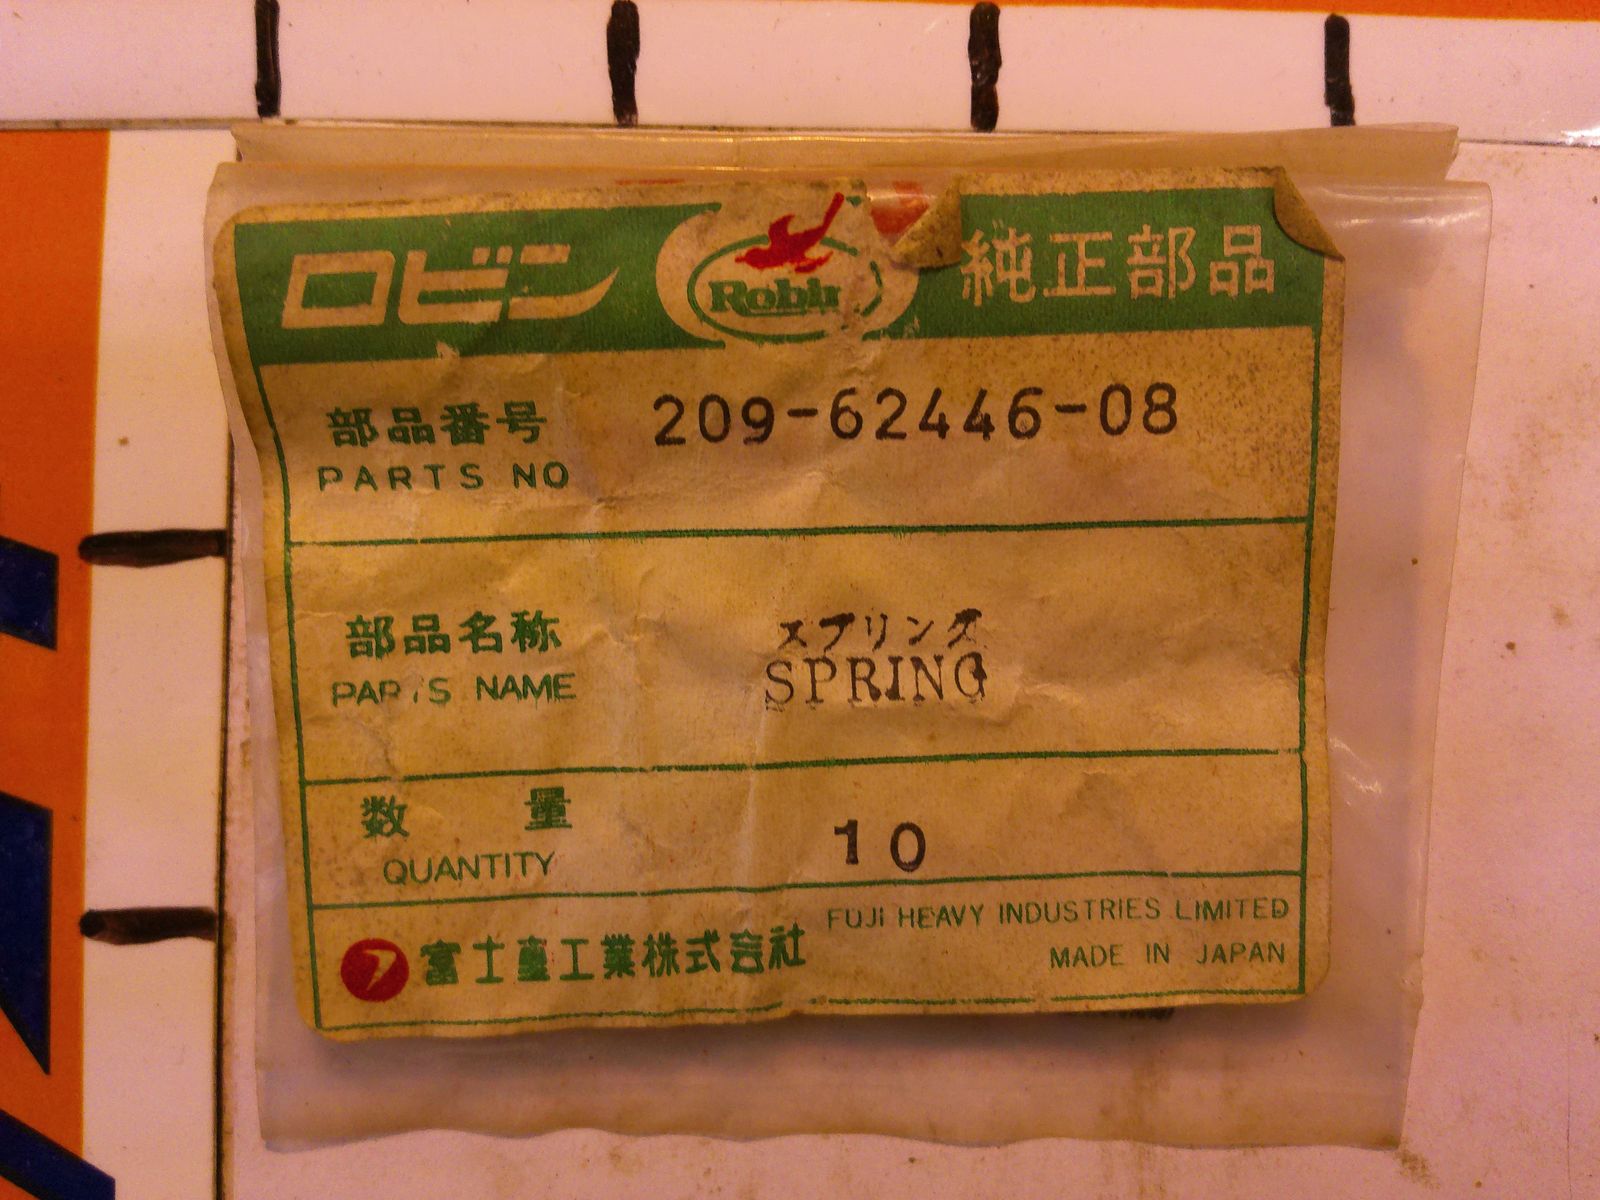 ロビン Robin 純正部品
部品番号 209-62446-08
PARTS NO
部品名称 スプリング
PARTS NAME SPRING
数量 10
QUANTITY
富士重工業株式会社 FUJI HEAVY INDUSTRIES LIMITED
MADE IN JAPAN